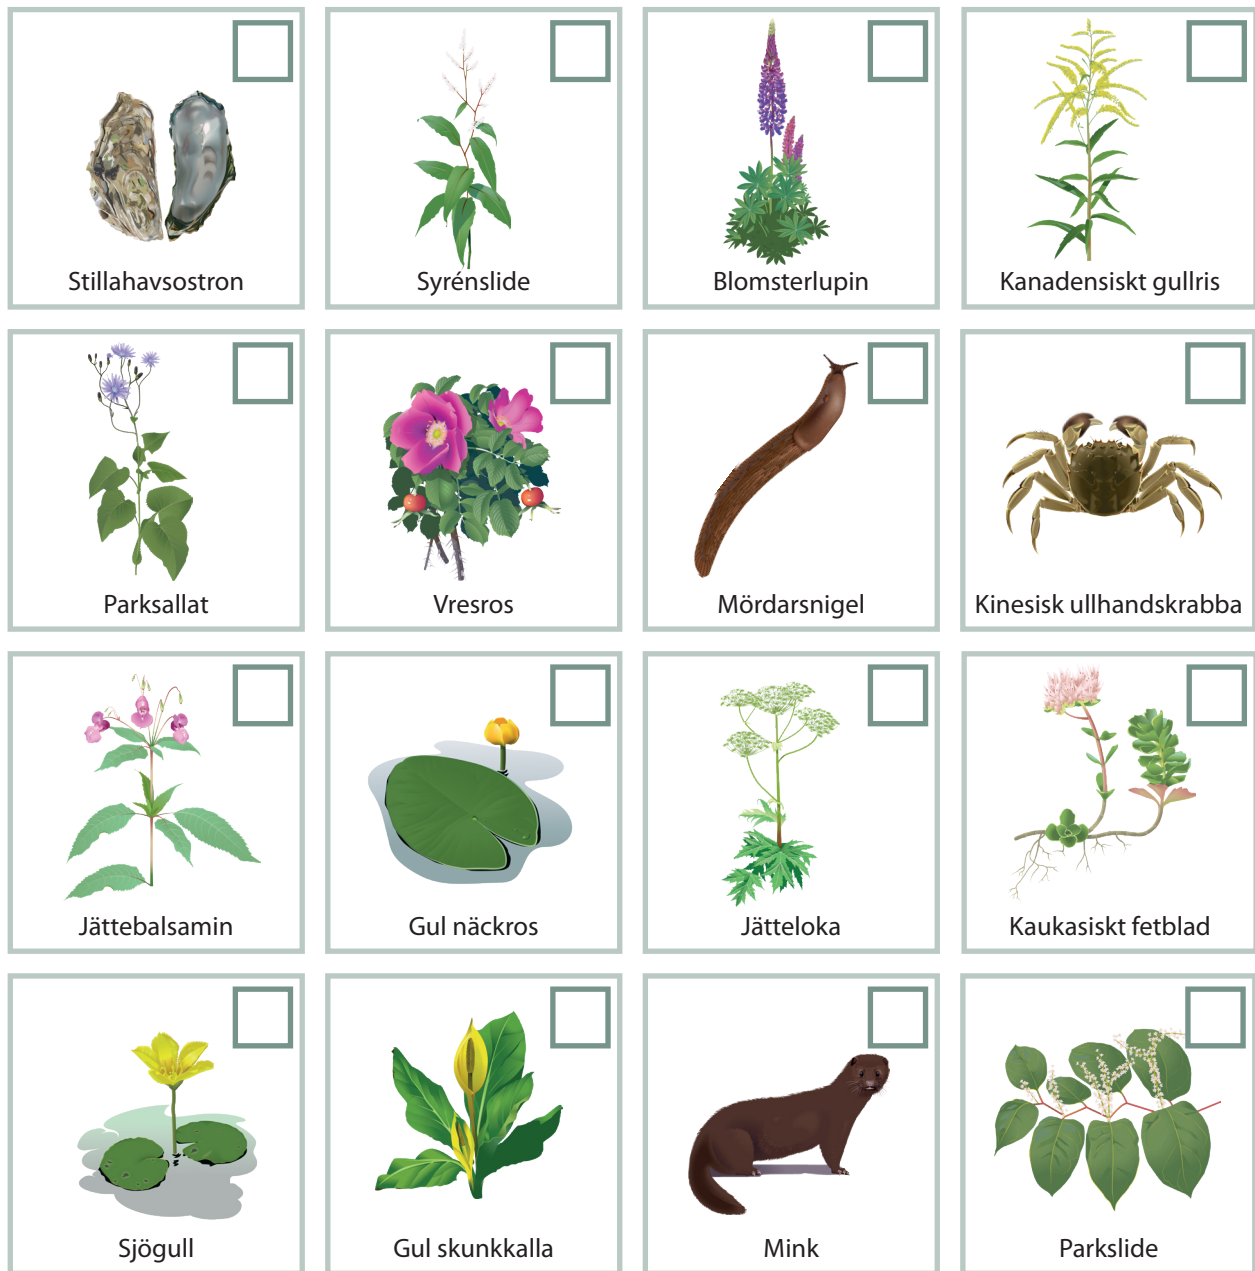 Stillahavsostron
Syrénslide
Blomsterlupin
Kanadensiskt gullris
Parksallat
Vresros
Mördarsnigel
Kinesisk ullhandskrabba
Jättebalsamin
Gul näckros
Jätteloka
Kaukasiskt fetblad
Sjögull
Gul skunkkalla
Mink
Parkslide